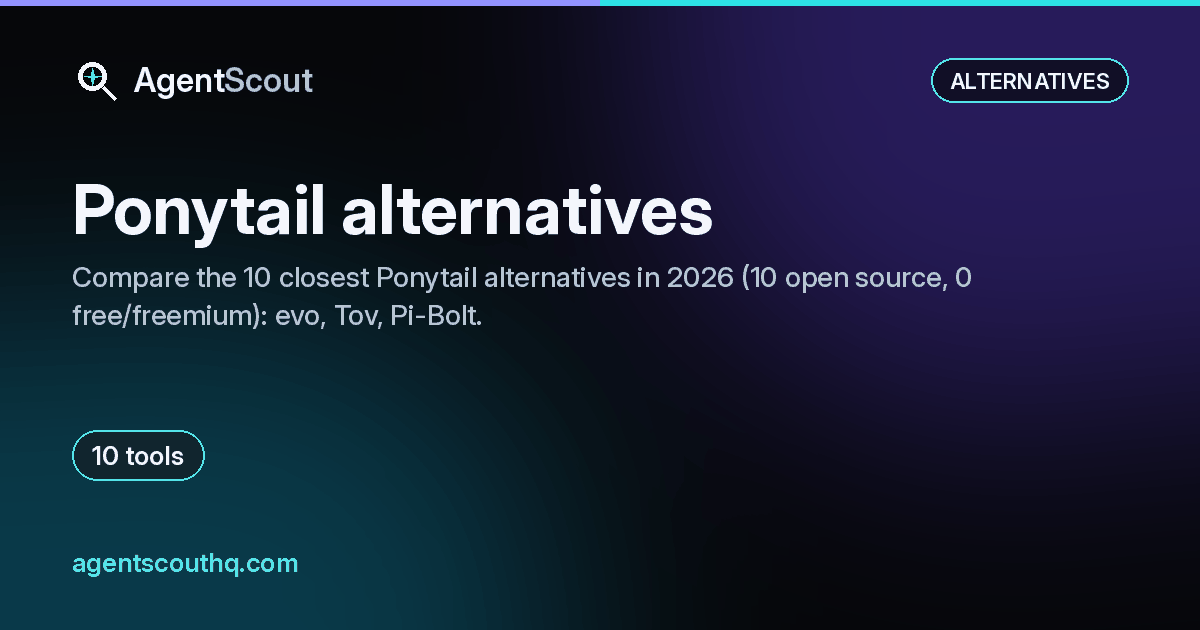 AgentScout
ALTERNATIVES
Ponytail alternatives
Compare the 10 closest Ponytail alternatives in 2026 (10 open source, 0
free/freemium): evo, Tov, Pi-Bolt.
10 tools
agentscouthq.com